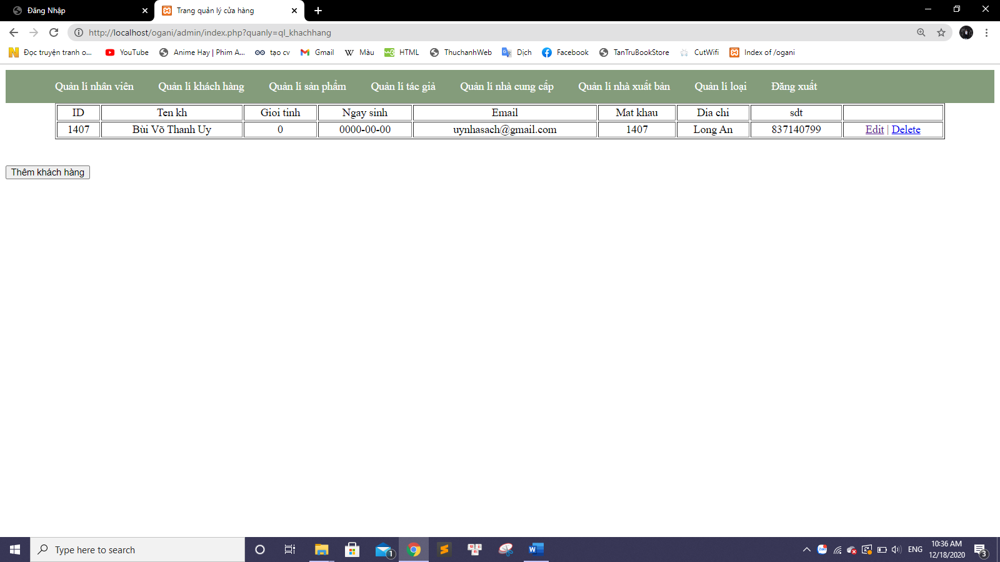 Đăng Nhập
Trang quản lý cửa hàng
http://localhost/ogani/admin/index.php?quanly=ql_khachhang
Đọc truyện tranh o... YouTube Anime Hay | Phim A... tạo cv Gmail Màu HTML ThuchanhWeb Dịch Facebook TanTruBookStore CutWifi Index of /ogani
Quản lí nhân viên Quản lí khách hàng Quản lí sản phẩm Quản lí tác giả Quản lí nhà cung cấp Quản lí nhà xuất bản Quản lí loại Đăng xuất
ID Ten kh Gioi tinh Ngay sinh Email Mat khau Dia chi sdt
1407 Bùi Võ Thanh Uy 0 0000-00-00 uynhasach@gmail.com 1407 Long An 837140799 Edit | Delete
Thêm khách hàng
Type here to search
1
Zalo
ENG
10:36 AM
12/18/2020
3